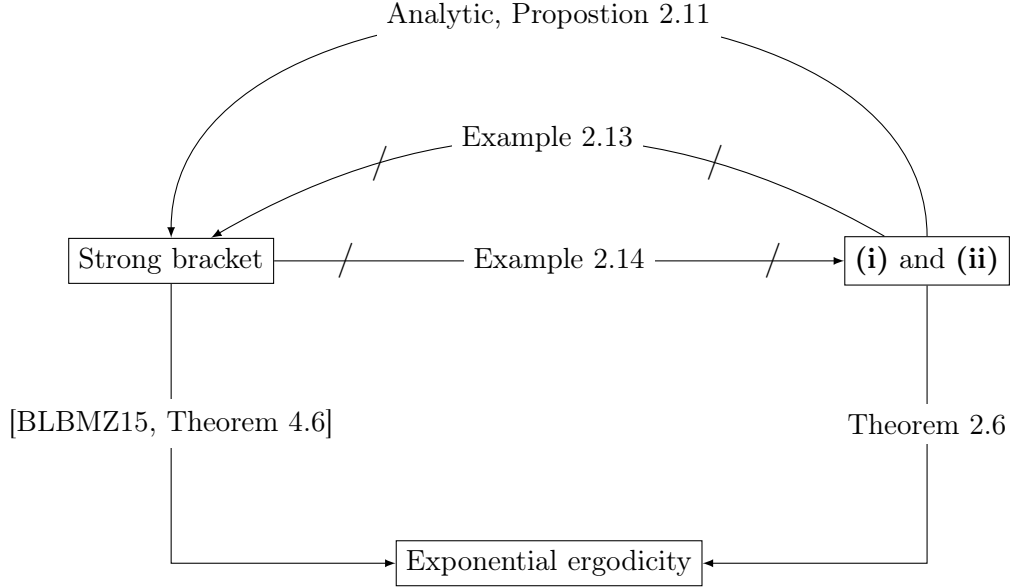 Analytic, Propostion 2.11
Example 2.13
Strong bracket
Example 2.14
(i) and (ii)
[BLBMZ15, Theorem 4.6]
Theorem 2.6
Exponential ergodicity